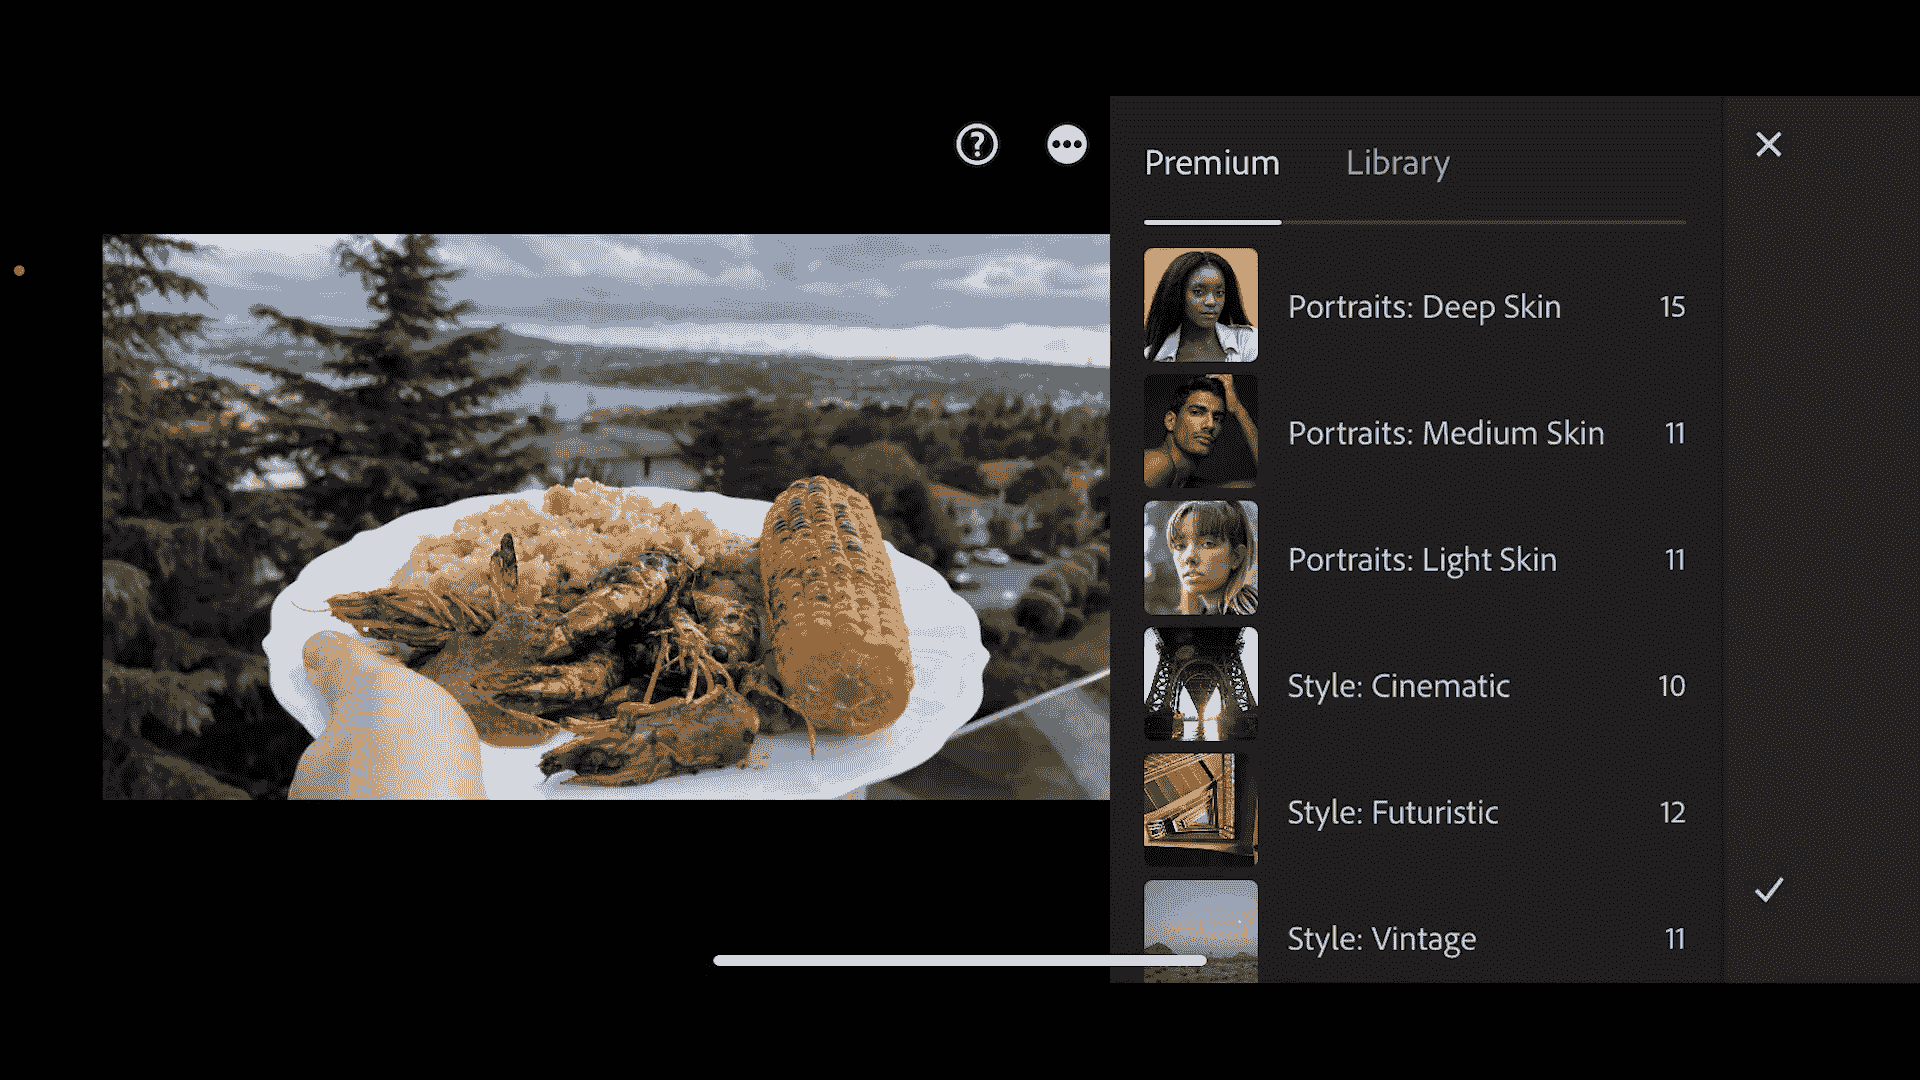 Premium Library
Portraits: Deep Skin 15
Portraits: Medium Skin 11
Portraits: Light Skin 11
Style: Cinematic 10
Style: Futuristic 12
Style: Vintage 11